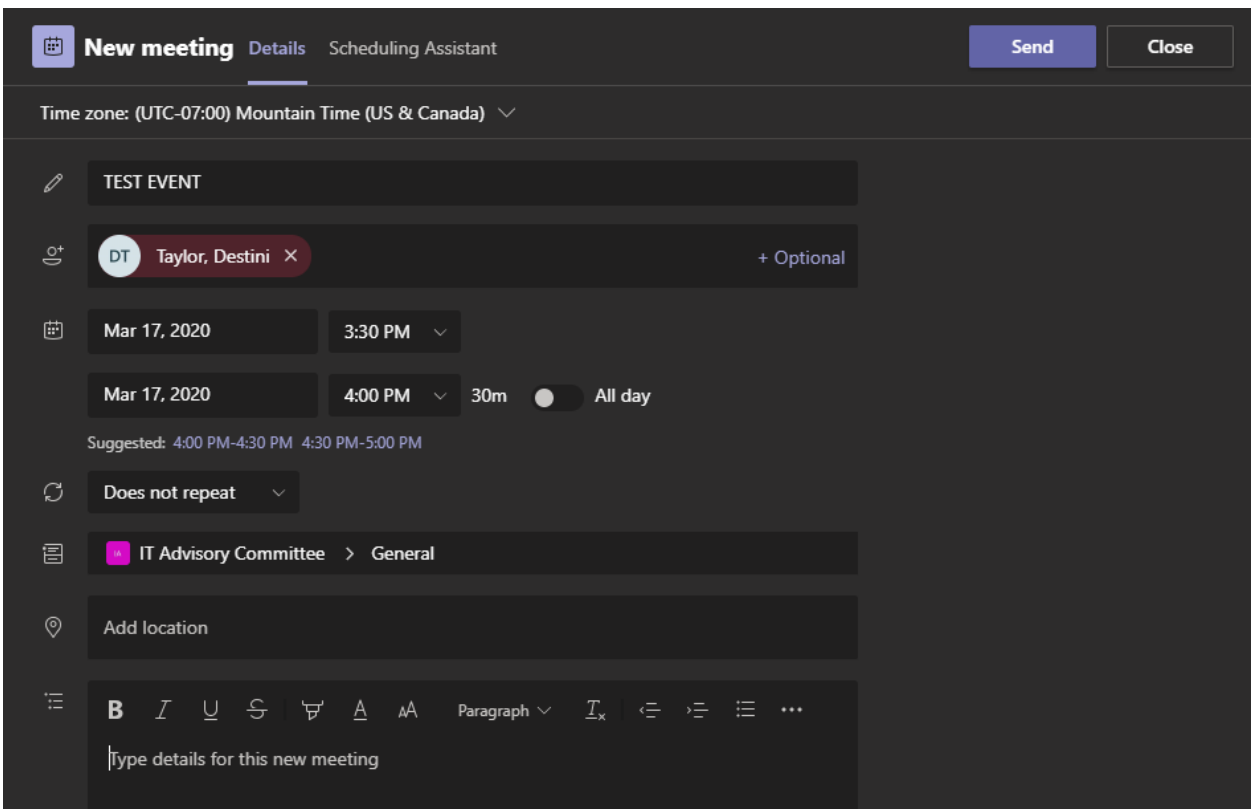 New meeting Details Scheduling Assistant Send Close
Time zone: (UTC-07:00) Mountain Time (US & Canada)
TEST EVENT
DT Taylor, Destini × + Optional
Mar 17, 2020 3:30 PM
Mar 17, 2020 4:00 PM 30m All day
Suggested: 4:00 PM-4:30 PM 4:30 PM-5:00 PM
Does not repeat
IA IT Advisory Committee > General
Add location
B I U S A AA Paragraph Tx
Type details for this new meeting